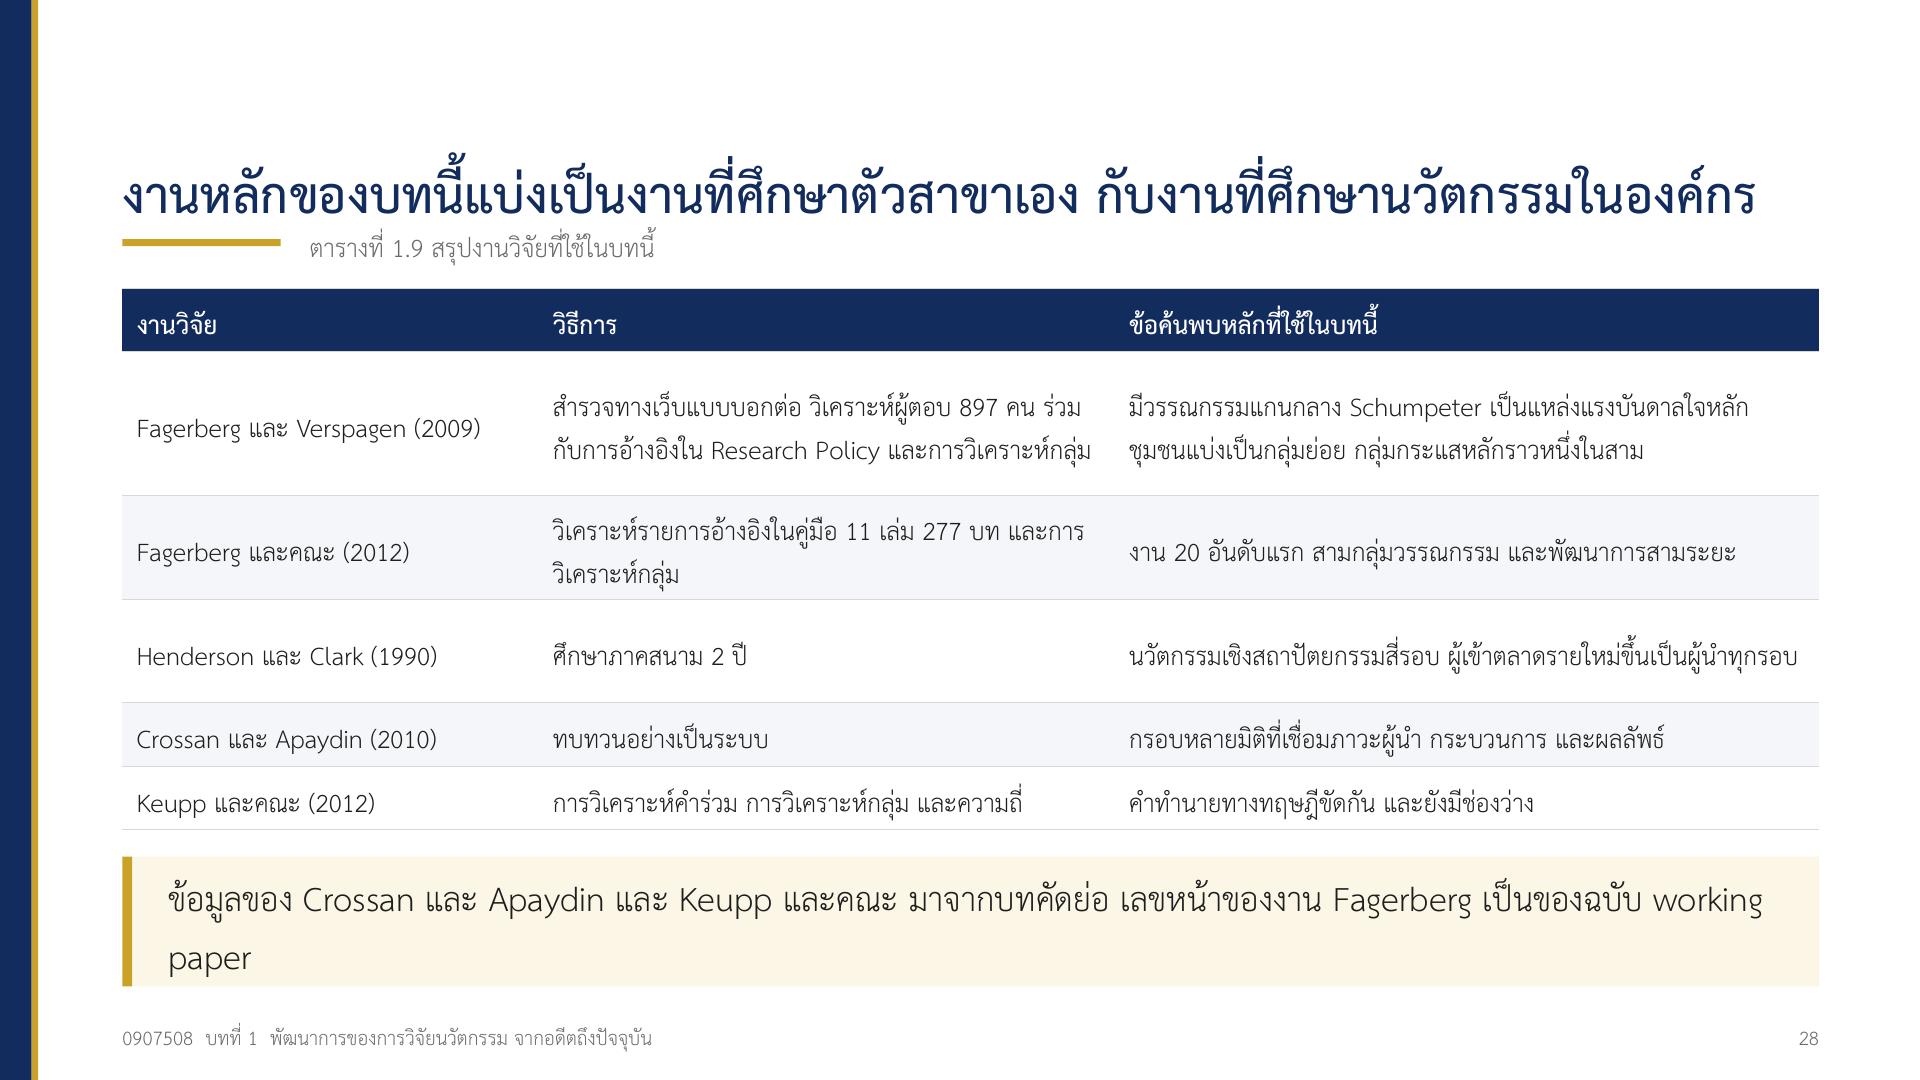 งานหลักของบทนี้แบ่งเป็นงานที่ศึกษาตัวสาขาเอง กับงานที่ศึกษานวัตกรรมในองค์กร
ตารางที่ 1.9 สรุปงานวิจัยที่ใช้ในบทนี้
งานวิจัย วิธีการ ข้อค้นพบหลักที่ใช้ในบทนี้
Fagerberg และ Verspagen (2009)
สำรวจทางเว็บแบบบอกต่อ วิเคราะห์ผู้ตอบ 897 คน ร่วม
กับการอ้างอิงใน Research Policy และการวิเคราะห์กลุ่ม
มีวรรณกรรมแกนกลาง Schumpeter เป็นแหล่งแรงบันดาลใจหลัก
ชุมชนแบ่งเป็นกลุ่มย่อย กลุ่มกระแสหลักราวหนึ่งในสาม
Fagerberg และคณะ (2012)
วิเคราะห์รายการอ้างอิงในคู่มือ 11 เล่ม 277 บท และการ
วิเคราะห์กลุ่ม
งาน 20 อันดับแรก สามกลุ่มวรรณกรรม และพัฒนาการสามระยะ
Henderson และ Clark (1990)
ศึกษาภาคสนาม 2 ปี
นวัตกรรมเชิงสถาปัตยกรรมสี่รอบ ผู้เข้าตลาดรายใหม่ขึ้นเป็นผู้นำทุกรอบ
Crossan และ Apaydin (2010)
ทบทวนอย่างเป็นระบบ
กรอบหลายมิติที่เชื่อมภาวะผู้นำ กระบวนการ และผลลัพธ์
Keupp และคณะ (2012)
การวิเคราะห์คำร่วม การวิเคราะห์กลุ่ม และความถี่
คำทำนายทางทฤษฎีขัดกัน และยังมีช่องว่าง
ข้อมูลของ Crossan และ Apaydin และ Keupp และคณะ มาจากบทคัดย่อ เลขหน้าของงาน Fagerberg เป็นของฉบับ working
paper
0907508 บทที่ 1 พัฒนาการของการวิจัยนวัตกรรม จากอดีตถึงปัจจุบัน
28